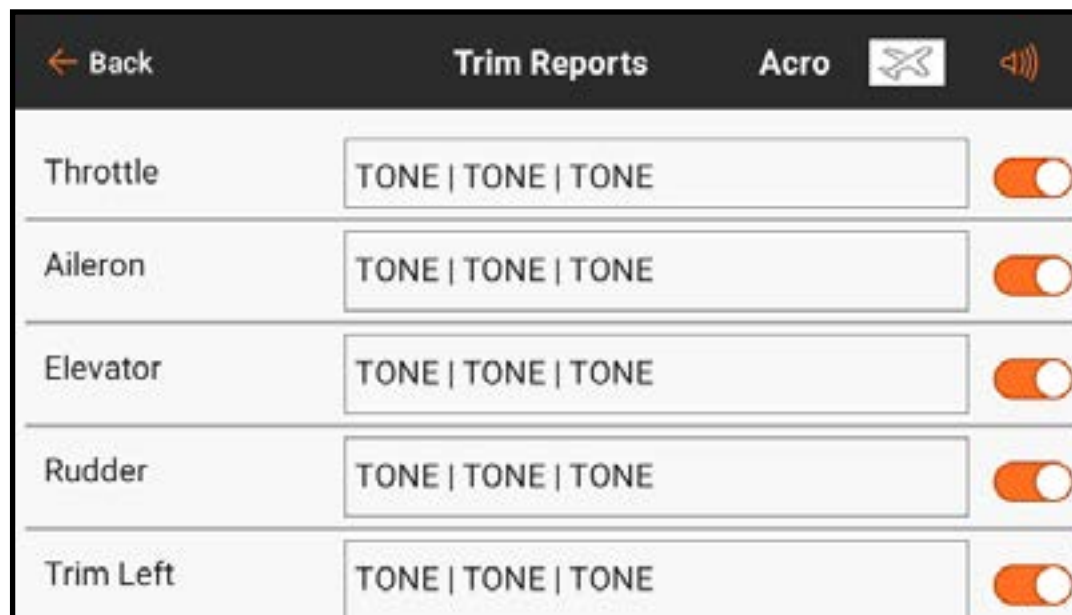 Back Trim Reports Acro
Throttle TONE | TONE | TONE
Aileron TONE | TONE | TONE
Elevator TONE | TONE | TONE
Rudder TONE | TONE | TONE
Trim Left TONE | TONE | TONE